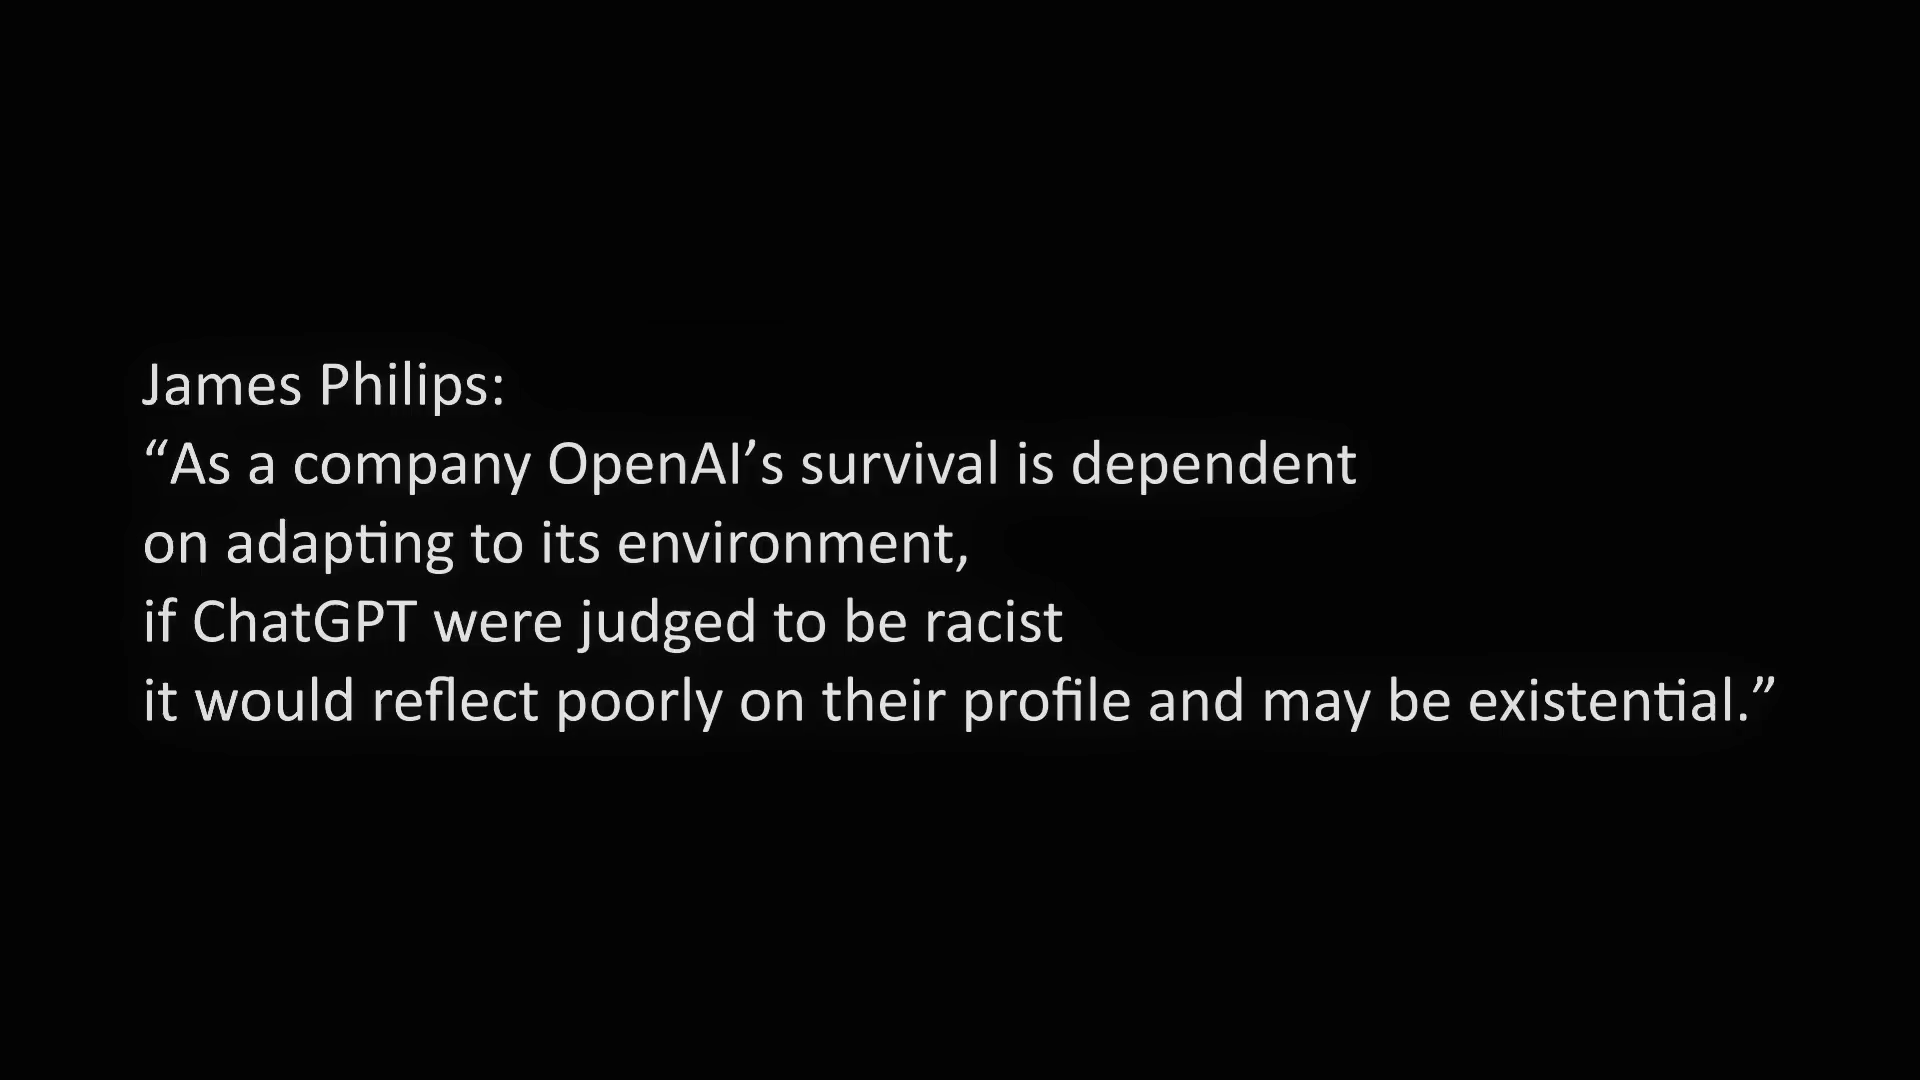 James Philips:
“As a company OpenAI’s survival is dependent
on adapting to its environment,
if ChatGPT were judged to be racist
it would reflect poorly on their profile and may be existential.”